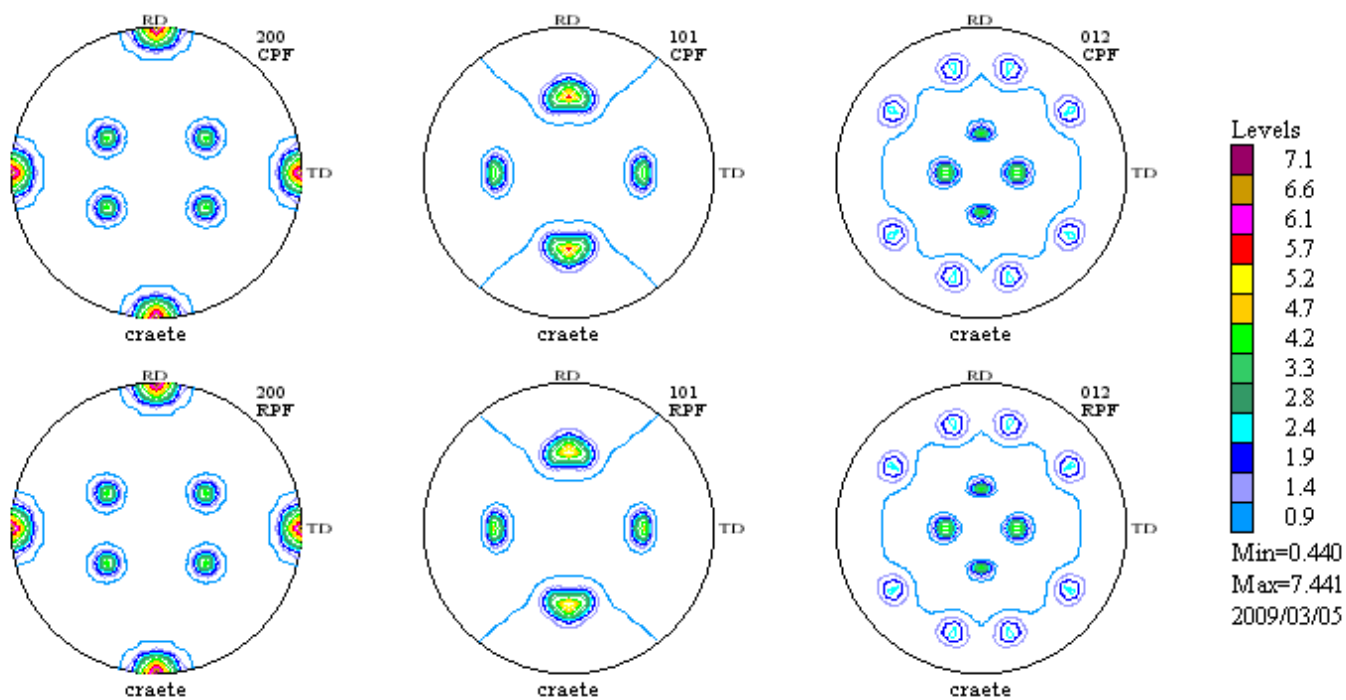 RD
200
CPF
TD
craete
RD
101
CPF
TD
craete
RD
012
CPF
TD
craete
RD
200
RPF
TD
craete
RD
101
RPF
TD
craete
RD
012
RPF
TD
craete
Levels
7.1
6.6
6.1
5.7
5.2
4.7
4.2
3.3
2.8
2.4
1.9
1.4
0.9
Min=0.440
Max=7.441
2009/03/05